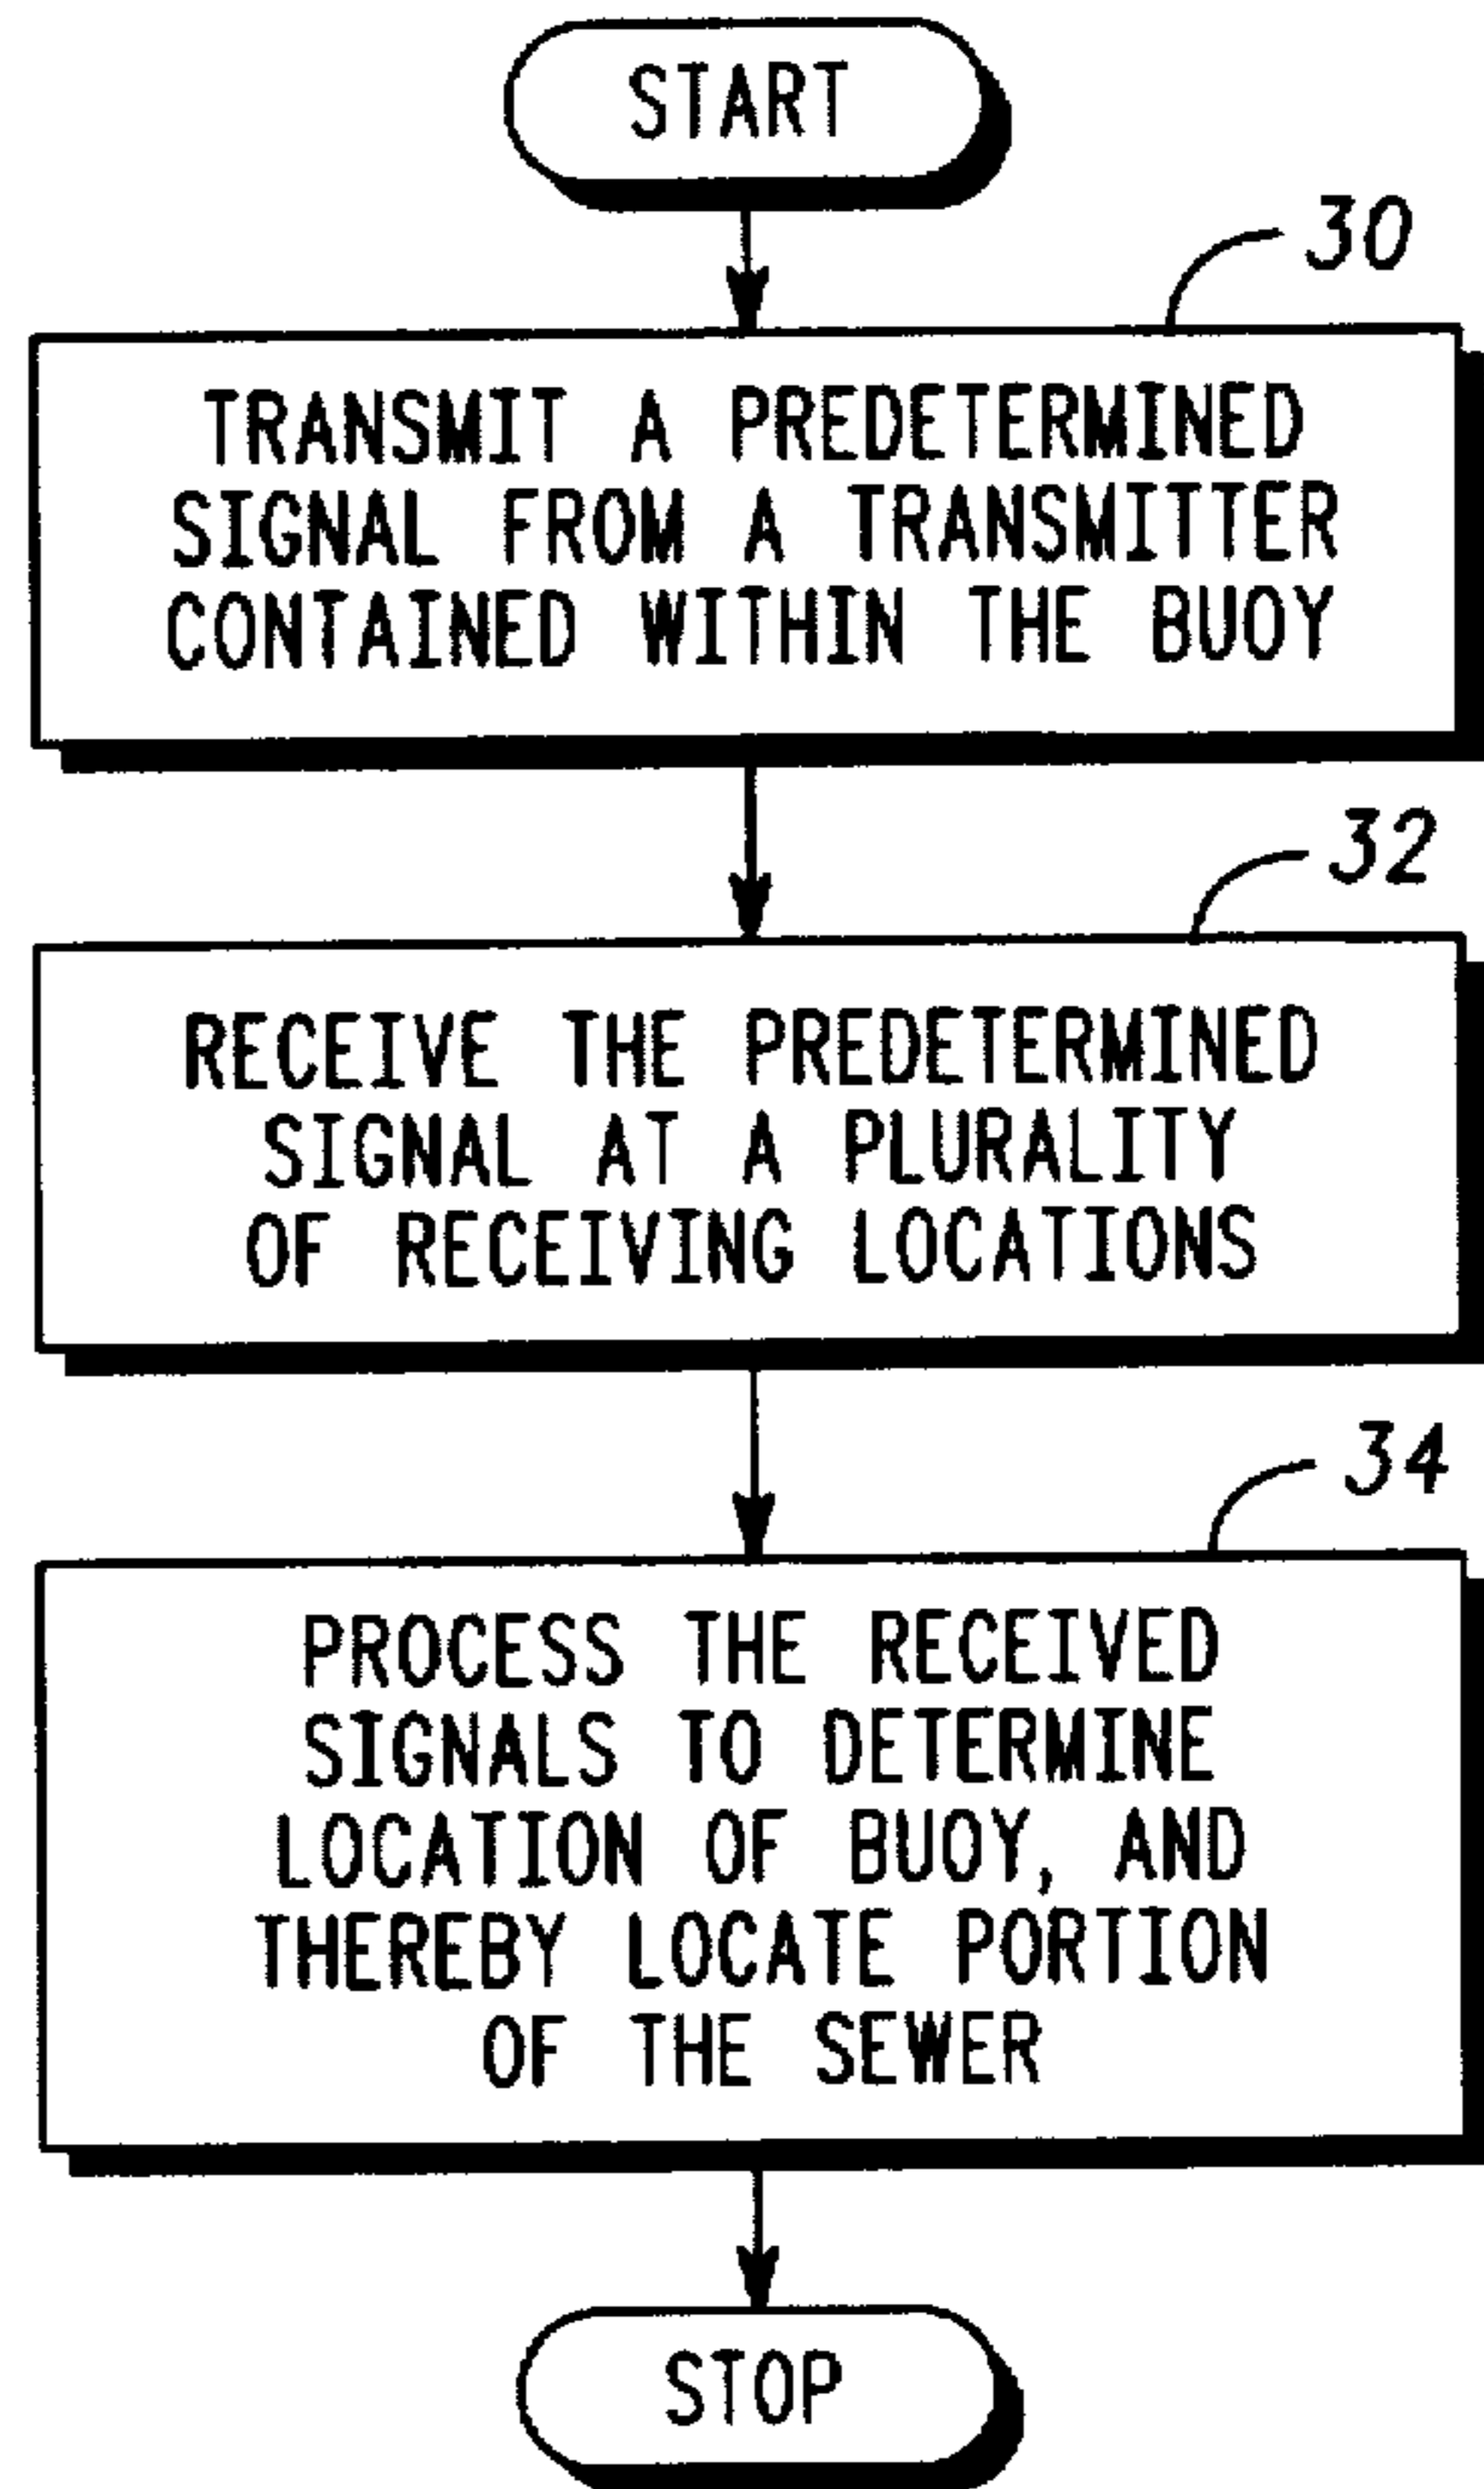 START
30
TRANSMIT A PREDETERMINED
SIGNAL FROM A TRANSMITTER
CONTAINED WITHIN THE BUOY
32
RECEIVE THE PREDETERMINED
SIGNAL AT A PLURALITY
OF RECEIVING LOCATIONS
34
PROCESS THE RECEIVED
SIGNALS TO DETERMINE
LOCATION OF BUOY, AND
THEREBY LOCATE PORTION
OF THE SEWER
STOP